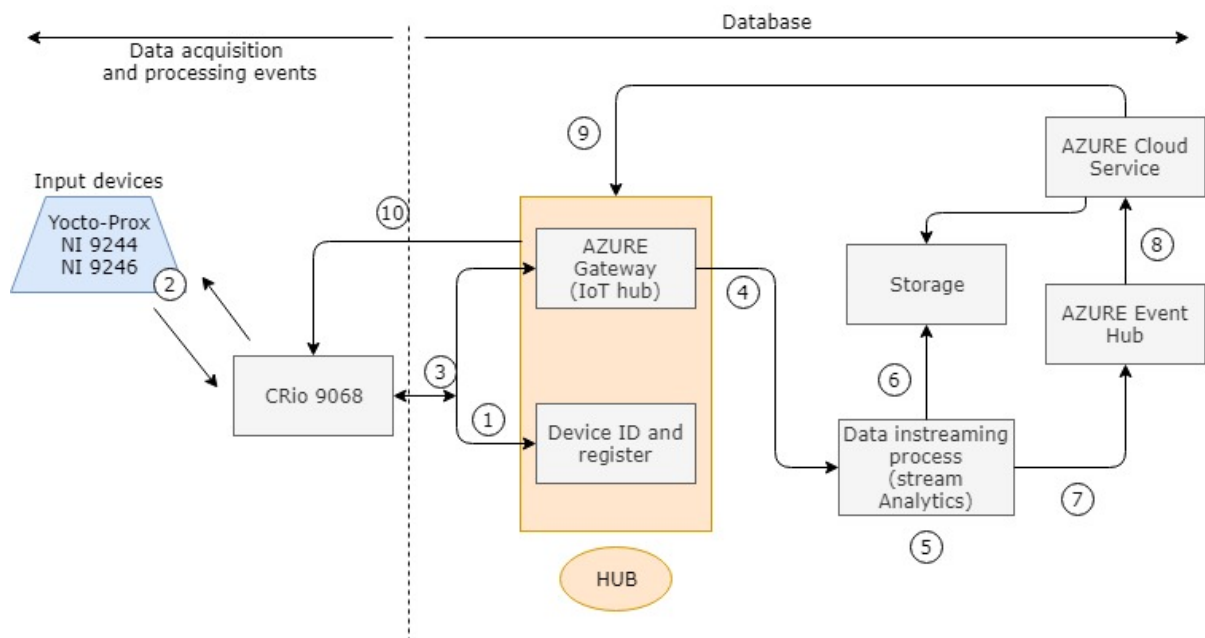 Database
Data acquisition
and processing events
9
AZURE Cloud
Service
Input devices
Yocto-Prox
NI 9244
NI 9246
2
10
AZURE
Gateway
(IoT hub)
4
Storage
8
AZURE Event
Hub
CRio 9068
3
6
1
Device ID and
register
Data instreaming
process
(stream
Analytics)
7
5
HUB